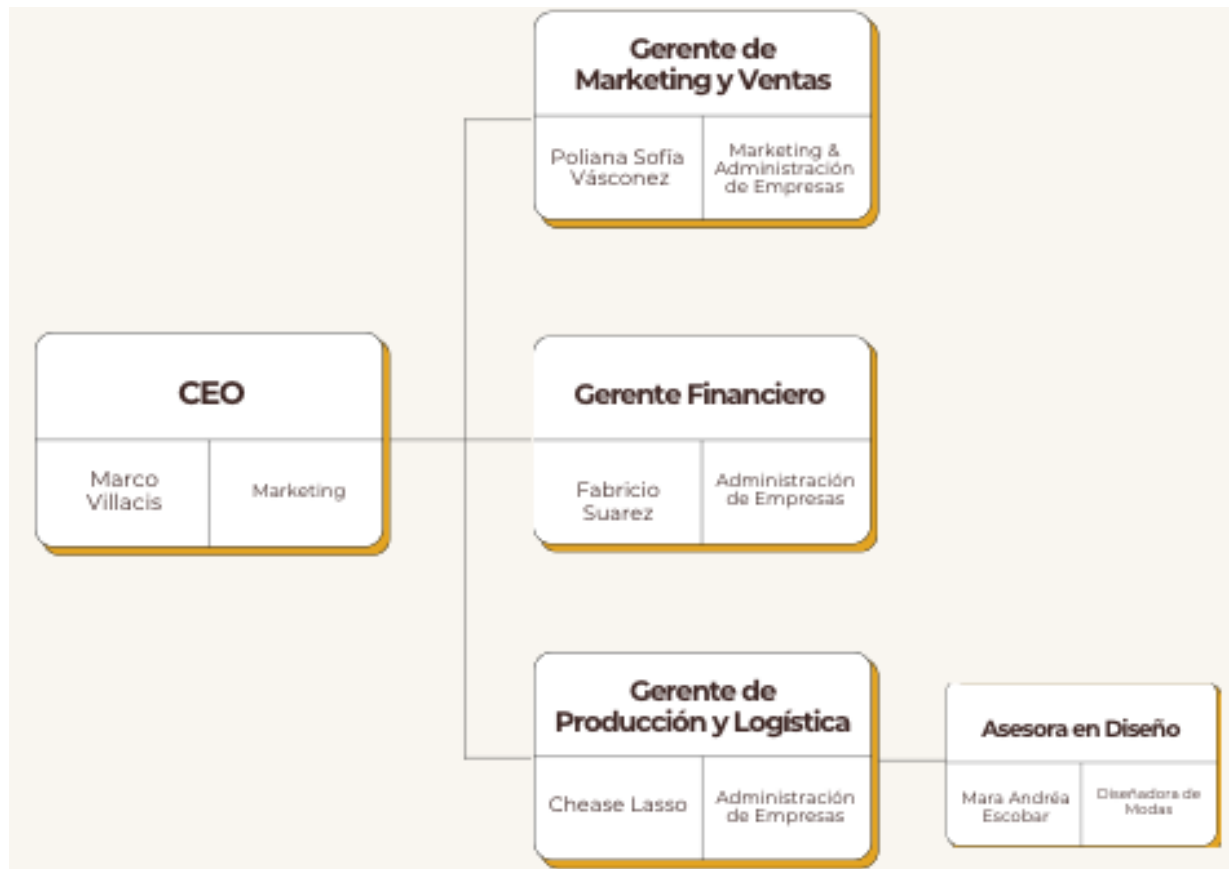 Gerente de
Marketing y Ventas
Poliana Sofía
Vásconez
Marketing &
Administración
de Empresas
CEO
Marco
Villacis
Marketing
Gerente Financiero
Fabricio
Suarez
Administración
de Empresas
Gerente de
Producción y Logística
Chease Lasso
Administración
de Empresas
Asesora en Diseño
Mara Andréa
Escobar
Diseñadora de
Modas